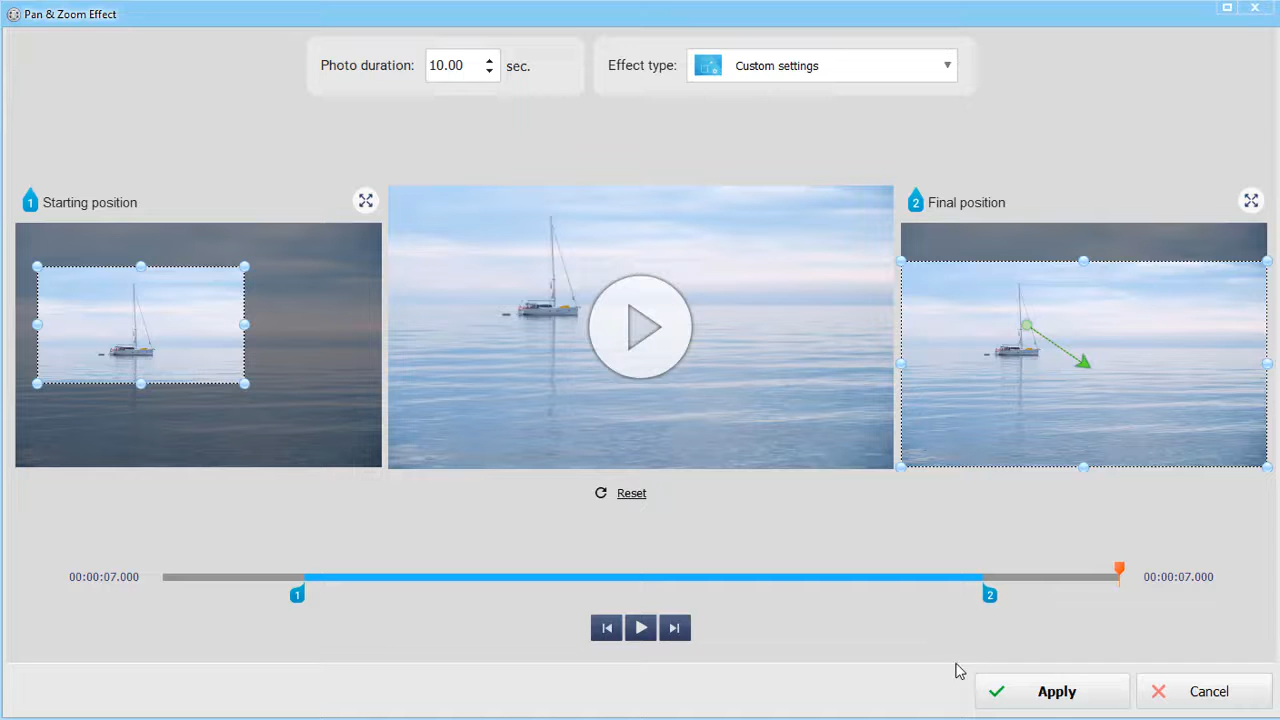 Pan & Zoom Effect
Photo duration: 10.00 sec. Effect type: Custom settings
1 Starting position
2 Final position
Reset
00:00:07.000 00:00:07.000
1 2
Apply Cancel